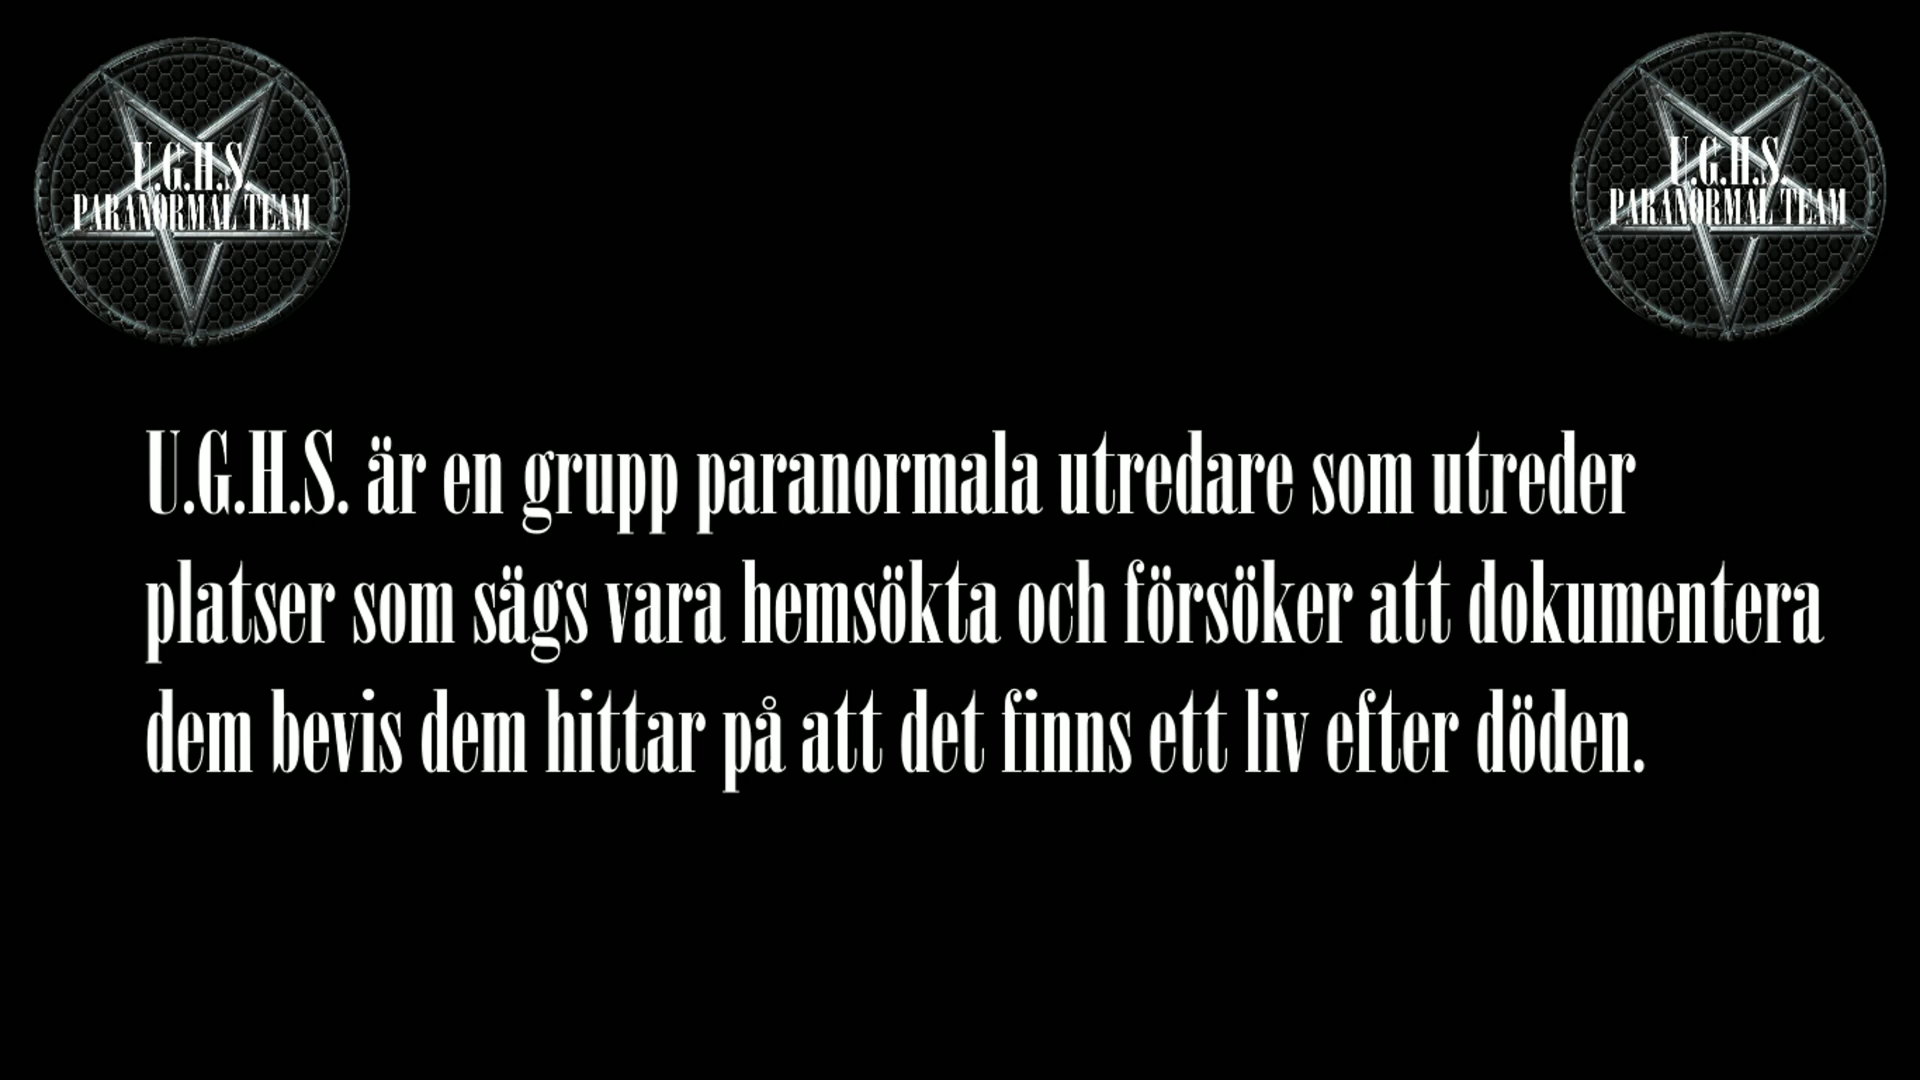 U.G.H.S.
PARANORMAL TEAM
U.G.H.S.
PARANORMAL TEAM
U.G.H.S. är en grupp paranormala utredare som utreder
platser som sägs vara hemsökta och försöker att dokumentera
dem bevis dem hittar på att det finns ett liv efter döden.